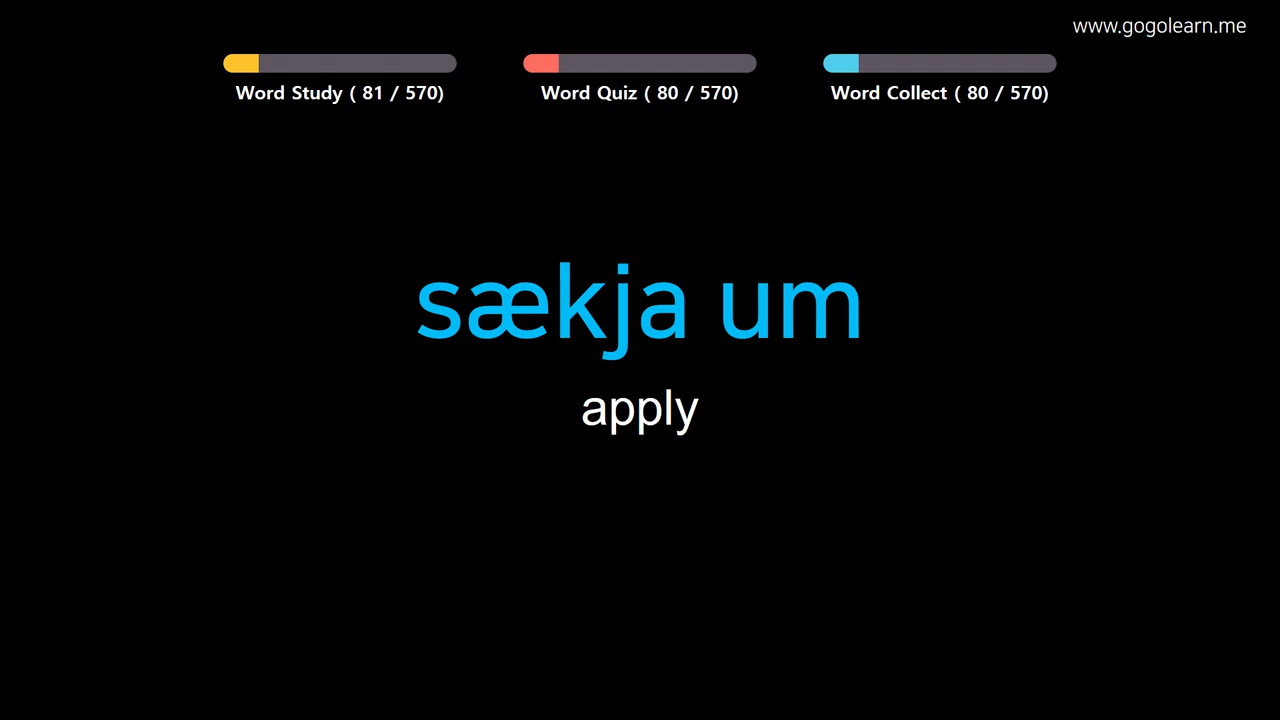 www.gogolearn.me
Word Study ( 81 / 570)
Word Quiz ( 80 / 570)
Word Collect ( 80 / 570)
sækja um
apply